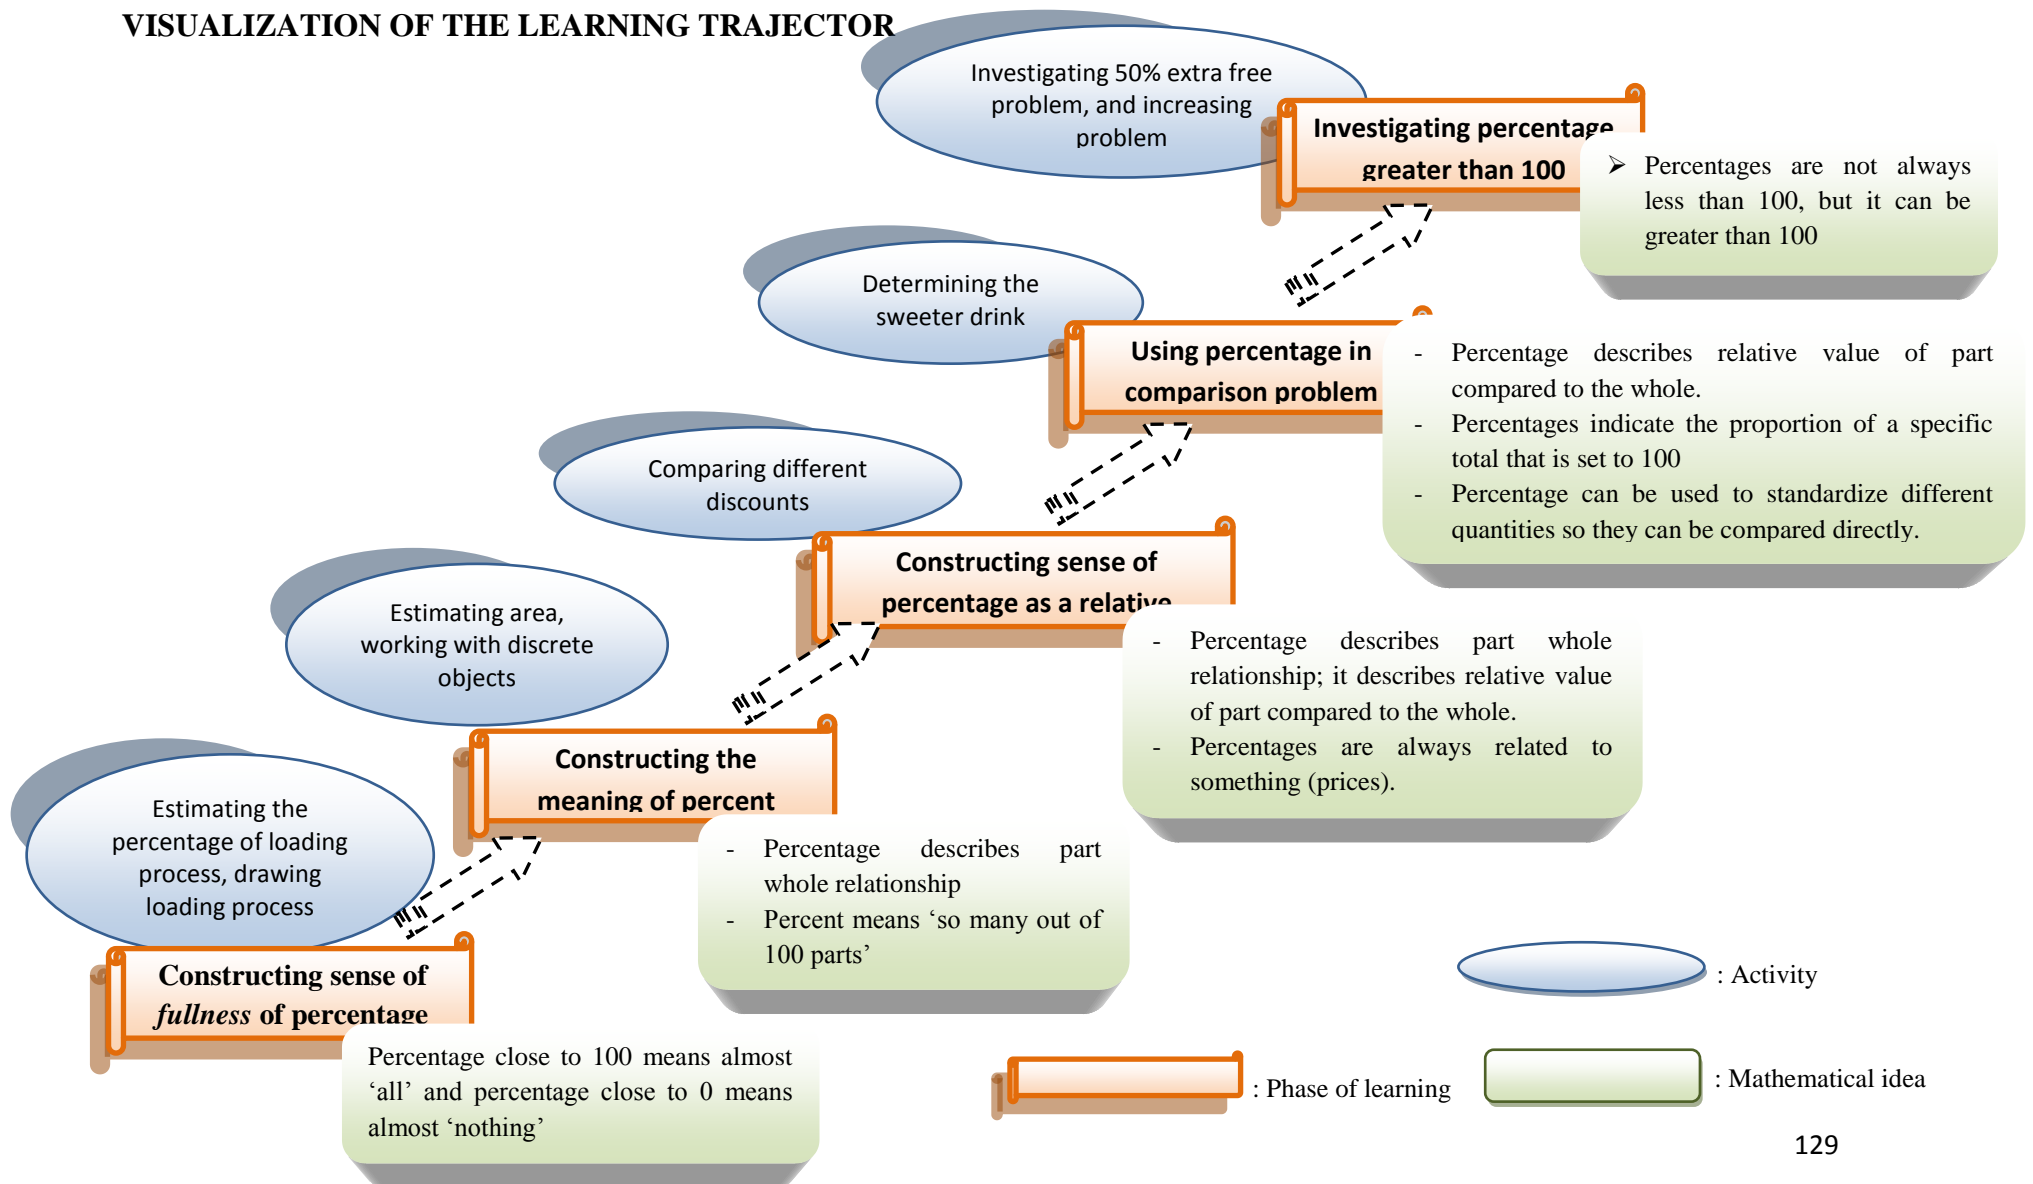 VISUALIZATION OF THE LEARNING TRAJECTOR
Investigating 50% extra free
problem, and increasing
problem
Investigating percentage
greater than 100
➢ Percentages are not always
less than 100, but it can be
greater than 100
Determining the
sweeter drink
Using percentage in
comparison problem
- Percentage describes relative value of part
compared to the whole.
- Percentages indicate the proportion of a specific
total that is set to 100
- Percentage can be used to standardize different
quantities so they can be compared directly.
Comparing different
discounts
Constructing sense of
percentage as a relative
- Percentage describes part whole
relationship; it describes relative value
of part compared to the whole.
- Percentages are always related to
something (prices).
Estimating area,
working with discrete
objects
Constructing the
meaning of percent
- Percentage describes part
whole relationship
- Percent means ‘so many out of
100 parts’
Estimating the
percentage of loading
process, drawing
loading process
Constructing sense of
fullness of percentage
Percentage close to 100 means almost
‘all’ and percentage close to 0 means
almost ‘nothing’
: Activity
: Phase of learning
: Mathematical idea
129